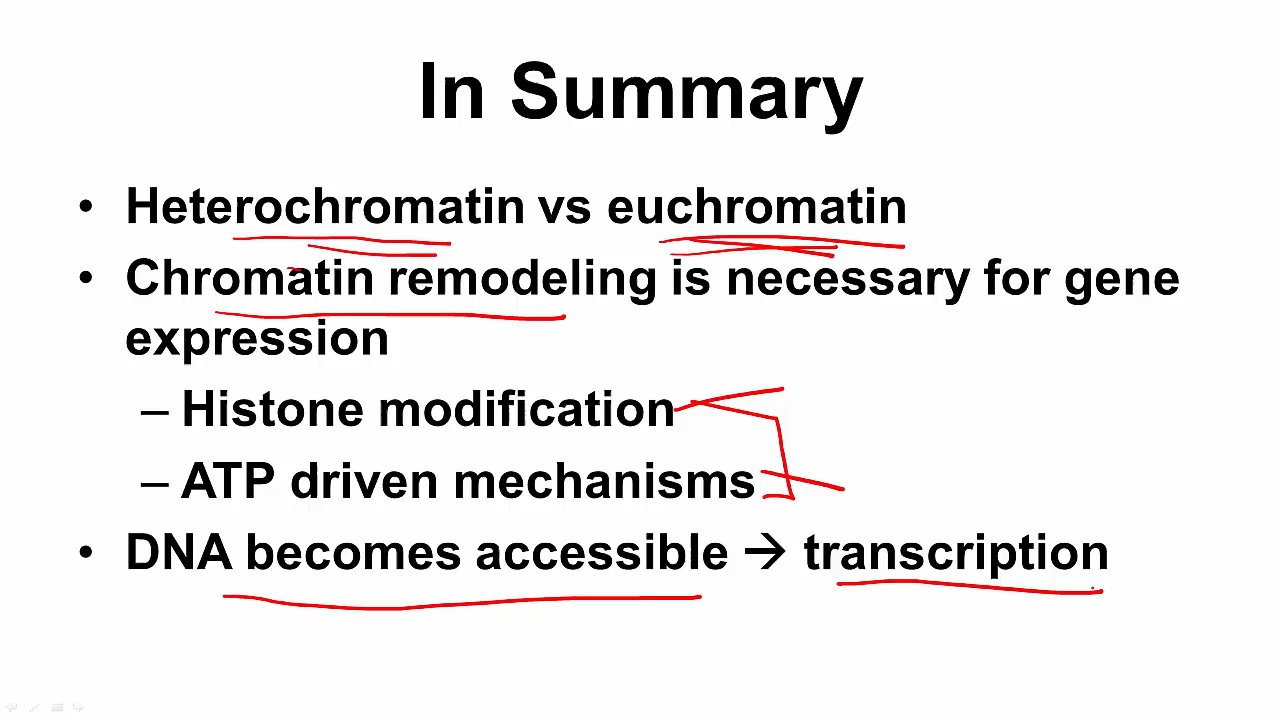 In Summary
• Heterochromatin vs euchromatin
• Chromatin remodeling is necessary for gene
expression
– Histone modification
– ATP driven mechanisms
• DNA becomes accessible → transcription